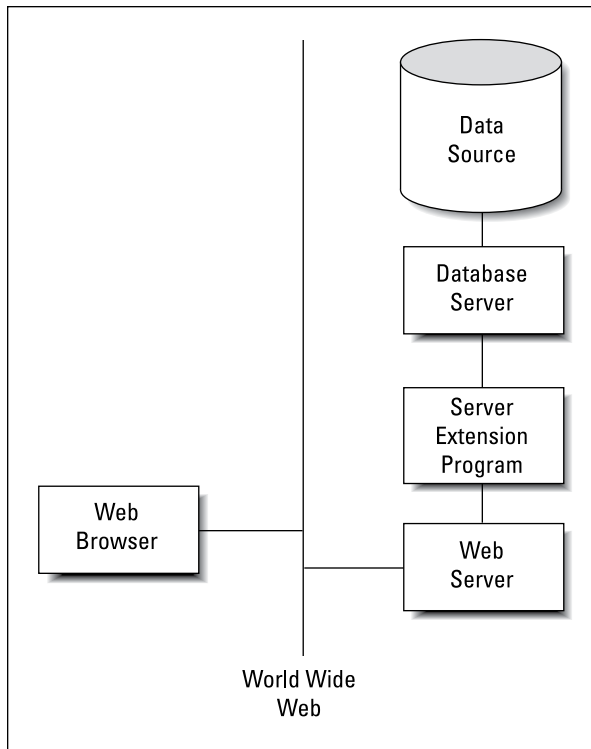 Data
Source
Database
Server
Server
Extension
Program
Web
Browser
Web
Server
World Wide
Web